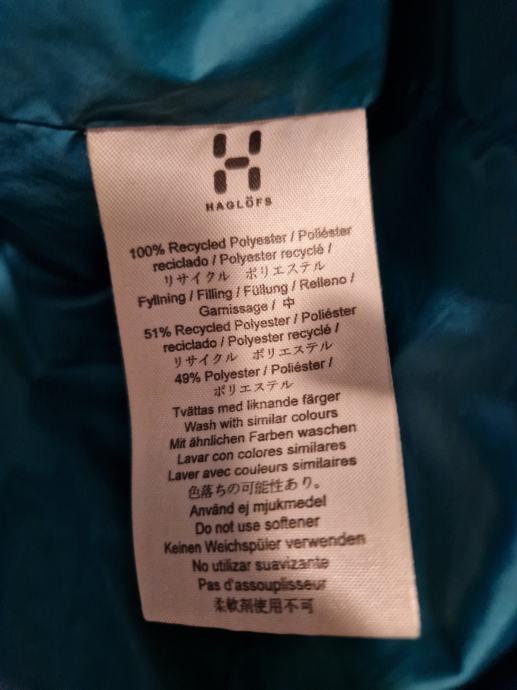 HAGLÖFS
100% Recycled Polyester / Poliéster
reciclado / Polyester recyclé /
リサイクル ポリエステル
Fyllning / Filling / Füllung / Relleno /
Garnissage / 中
51% Recycled Polyester / Poliéster
reciclado / Polyester recyclé /
リサイクル ポリエステル
49% Polyester / Poliéster /
ポリエステル
Tvättas med liknande färger
Wash with similar colours
Mit ähnlichen Farben waschen
Lavar con colores similares
Laver avec couleurs similaires
色落ちの可能性あり。
Använd ej mjukmedel
Do not use softener
Keinen Weichspüler verwenden
No utilizar suavizante
Pas d'assouplisseur
柔軟剤使用不可